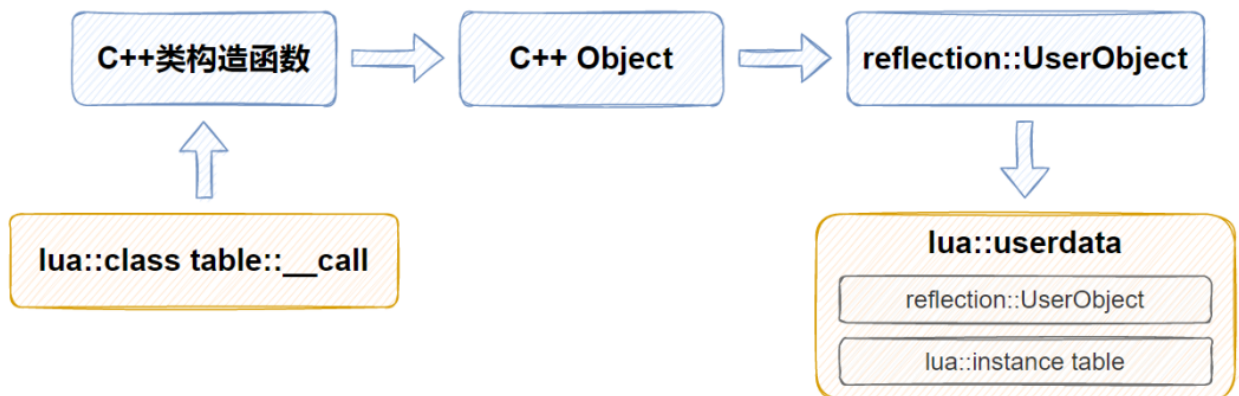 C++类构造函数
C++ Object
reflection::UserObject
lua::class table::__call
lua::userdata
reflection::UserObject
lua::instance table